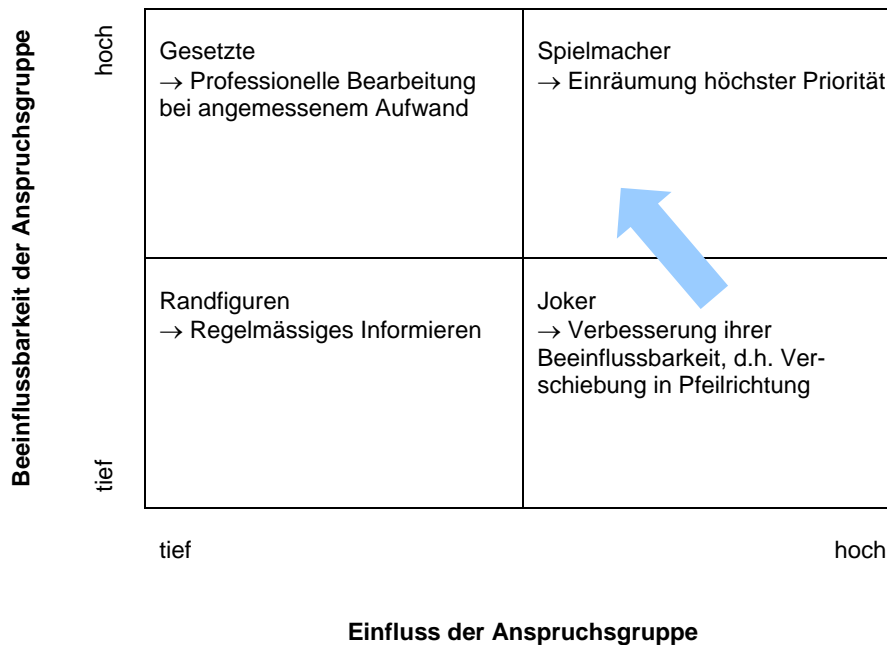 Beeinflussbarkeit der Anspruchsgruppe
hoch
tief
Gesetzte
→ Professionelle Bearbeitung
bei angemessenem Aufwand
Spielmacher
→ Einräumung höchster Priorität
Randfiguren
→ Regelmässiges Informieren
Joker
→ Verbesserung ihrer
Beeinflussbarkeit, d.h. Ver-
schiebung in Pfeilrichtung
tief
hoch
Einfluss der Anspruchsgruppe